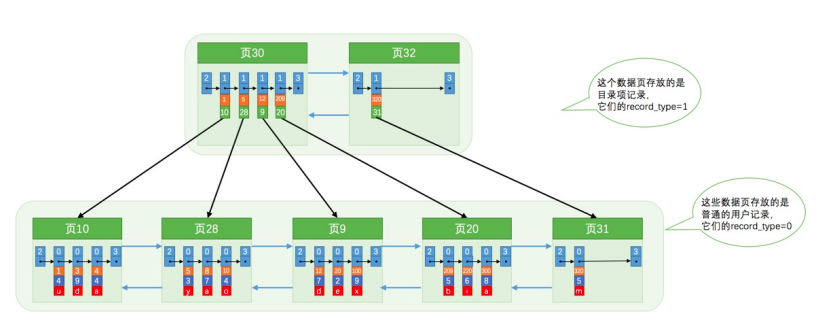 页30
页32
2 1 1 1 1 3
1 5 12 209
10 28 9 20
2 1 3
320
31
这个数据页存放的是
目录项记录,
它们的record_type=1
页10
页28
页9
页20
页31
2 0 0 0 3
1 3 4
4 9 4
u d a
2 0 0 0 3
5 8 10
3 7 4
y a o
2 0 0 0 3
12 20 100
7 2 9
d e x
2 0 0 0 3
209 220 300
5 6 8
b a
2 0 3
320
5
m
这些数据页存放的是
普通的用户记录,
它们的record_type=0